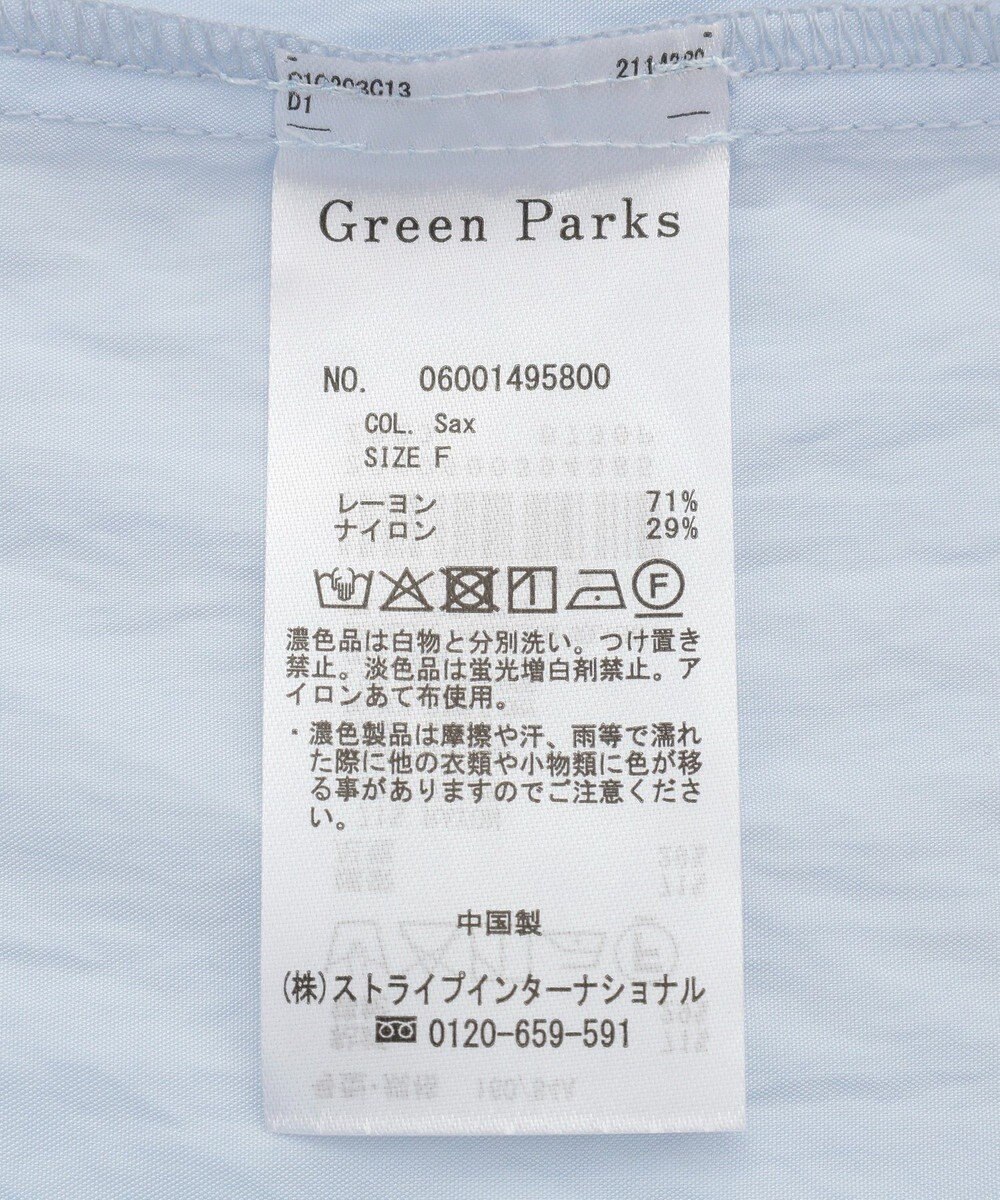 D1
Green Parks
NO. 06001495800
COL. Sax
SIZE F
レーヨン 71%
ナイロン 29%
F
濃色品は白物と分別洗い。つけ置き
禁止。淡色品は蛍光増白剤禁止。ア
イロンあて布使用。
・濃色製品は摩擦や汗、雨等で濡れ
た際に他の衣類や小物類に色が移
る事がありますのでご注意くださ
い。
中国製
(株)ストライプインターナショナル
0120-659-591